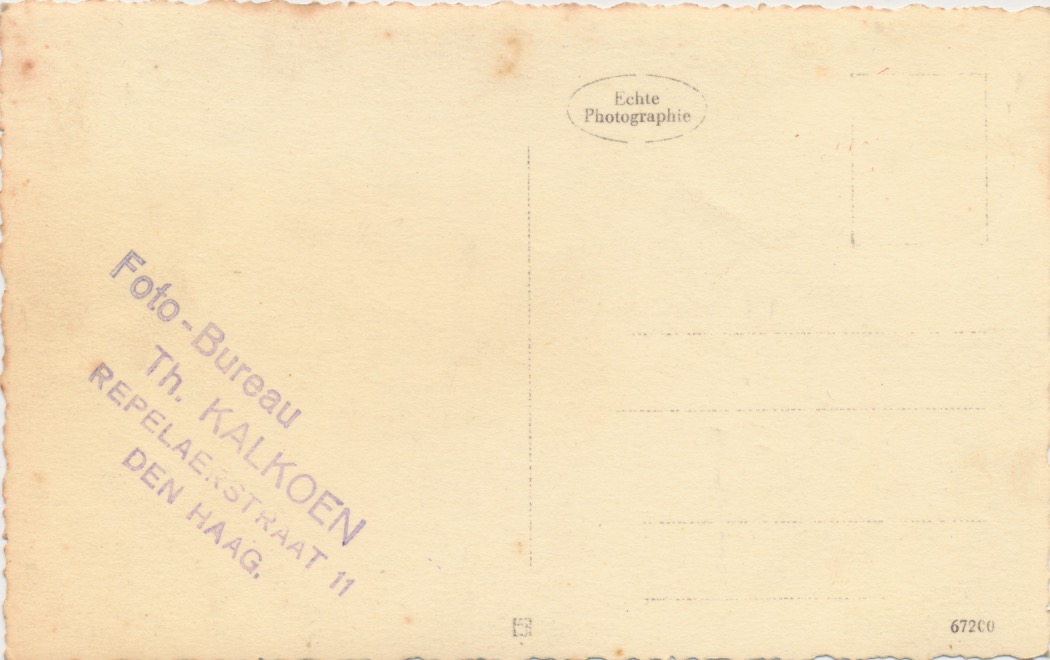 Echte
Photographie
Foto-Bureau
Th. KALKOEN
REPELAERSTRAAT 11
DEN HAAG.
67200